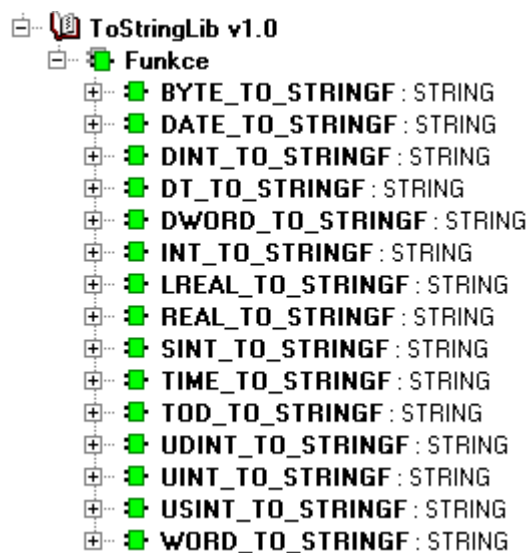 ToStringLib v1.0
Funkce
BYTE_TO_STRINGF : STRING
DATE_TO_STRINGF : STRING
DINT_TO_STRINGF : STRING
DT_TO_STRINGF : STRING
DWORD_TO_STRINGF : STRING
INT_TO_STRINGF : STRING
LREAL_TO_STRINGF : STRING
REAL_TO_STRINGF : STRING
SINT_TO_STRINGF : STRING
TIME_TO_STRINGF : STRING
TOD_TO_STRINGF : STRING
UDINT_TO_STRINGF : STRING
UINT_TO_STRINGF : STRING
USINT_TO_STRINGF : STRING
WORD_TO_STRINGF : STRING